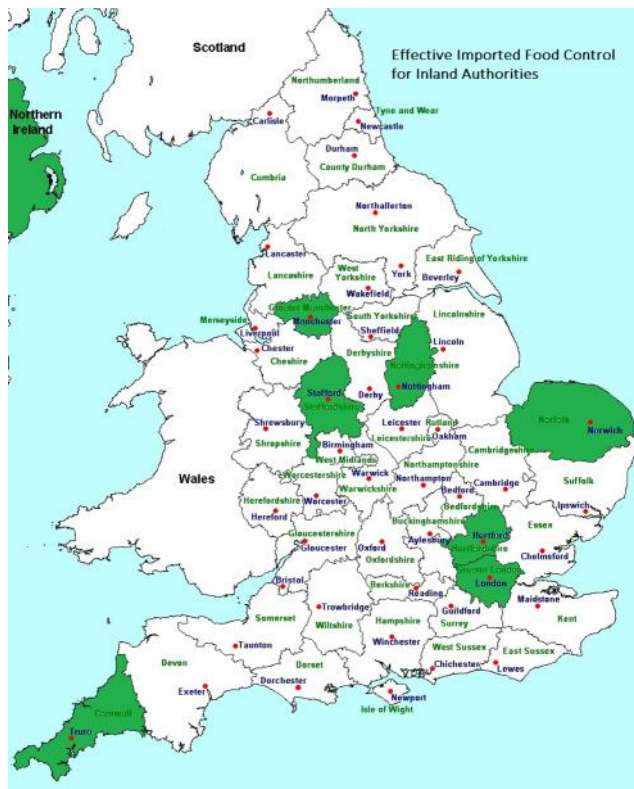 Scotland
Effective Imported Food Control
for Inland Authorities
Northumberland
Morpeth
Tyne and Wear
Carlisle
Newcastle
Northern
Ireland
Durham
County Durham
Cumbria
Northallerton
North Yorkshire
Lancaster
East Riding of Yorkshire
West
Yorkshire
York
Beverley
Lancashire
Wakefield
Greater Manchester
South Yorkshire
Lincolnshire
Merseyside
Manchester
Liverpool
Sheffield
Lincoln
Chester
Derbyshire
Cheshire
Nottinghamshire
Stafford
Derby
Nottingham
Staffordshire
Norfolk
Norwich
Shrewsbury
Leicester
Rutland
Shropshire
Birmingham
Leicestershire
Oakham
Cambridgeshire
West Midlands
Northamptonshire
Wales
Worcestershire
Warwick
Suffolk
Herefordshire
Worcester
Warwickshire
Northampton
Cambridge
Bedford
Hereford
Bedfordshire
Ipswich
Gloucestershire
Buckinghamshire
Hertford
Essex
Gloucester
Oxford
Aylesbury
Hertfordshire
Oxfordshire
Chelmsford
Greater London
Bristol
Berkshire
Reading
London
Trowbridge
Guildford
Maidstone
Somerset
Wiltshire
Hampshire
Surrey
Kent
Taunton
Winchester
West Sussex
East Sussex
Devon
Dorset
Chichester
Lewes
Exeter
Dorchester
Newport
Isle of Wight
Cornwall
Truro